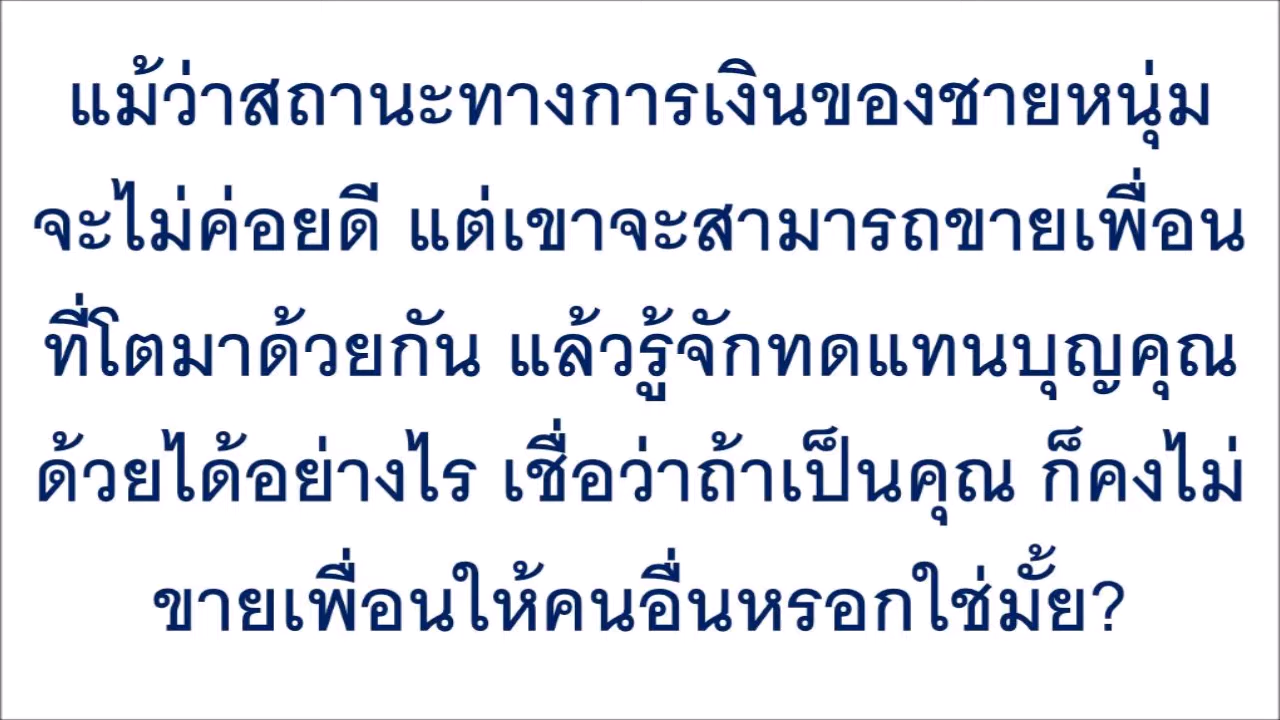 แม้ว่าสถานะทางการเงินของชายหนุ่ม
จะไม่ค่อยดี แต่เขาจะสามารถขายเพื่อน
ที่โตมาด้วยกัน แล้วรู้จักทดแทนบุญคุณ
ด้วยได้อย่างไร เชื่อว่าถ้าเป็นคุณ ก็คงไม่
ขายเพื่อนให้คนอื่นหรอกใช่มั้ย?